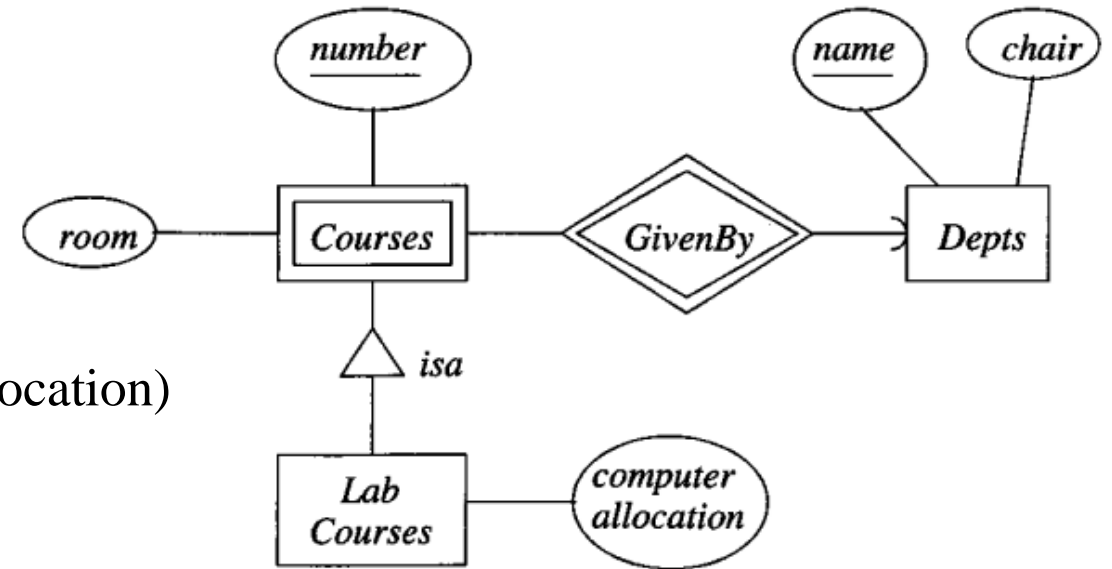 number
name
chair
room
Courses
GivenBy
Depts
isa
ocation)
Lab
Courses
computer
allocation